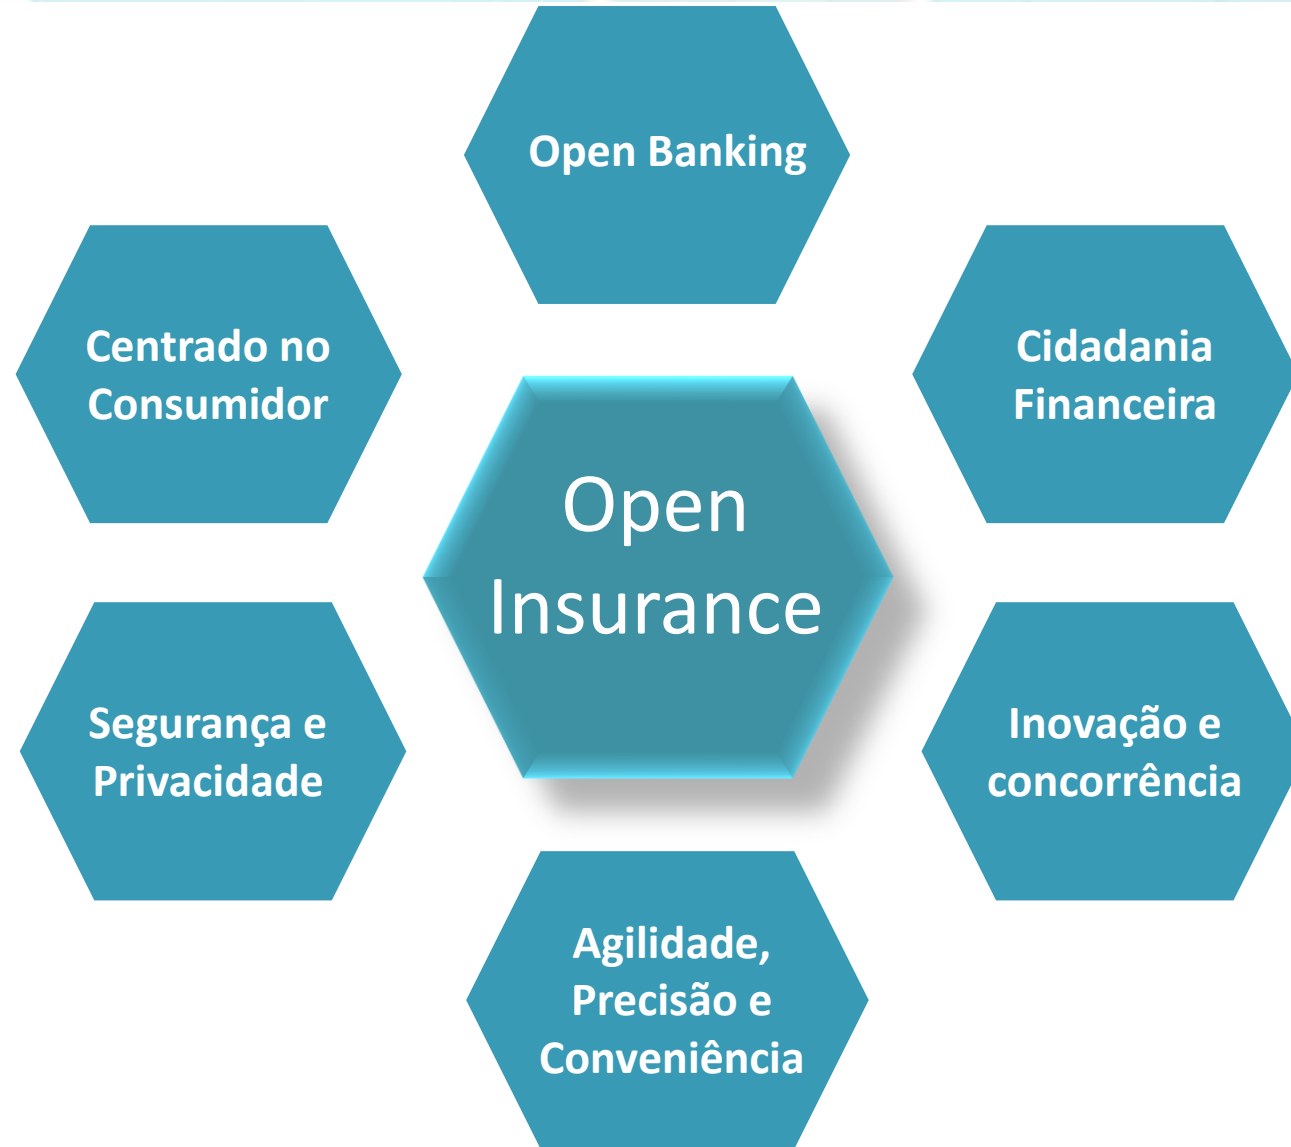 Open Banking
Centrado no
Consumidor
Cidadania
Financeira
Open
Insurance
Segurança e
Privacidade
Inovação e
concorrência
Agilidade,
Precisão e
Conveniência